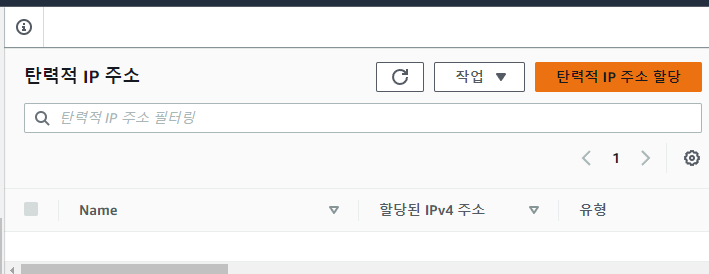 탄력적 IP 주소
작업
탄력적 IP 주소 할당
탄력적 IP 주소 필터링
1
Name
할당된 IPv4 주소
유형